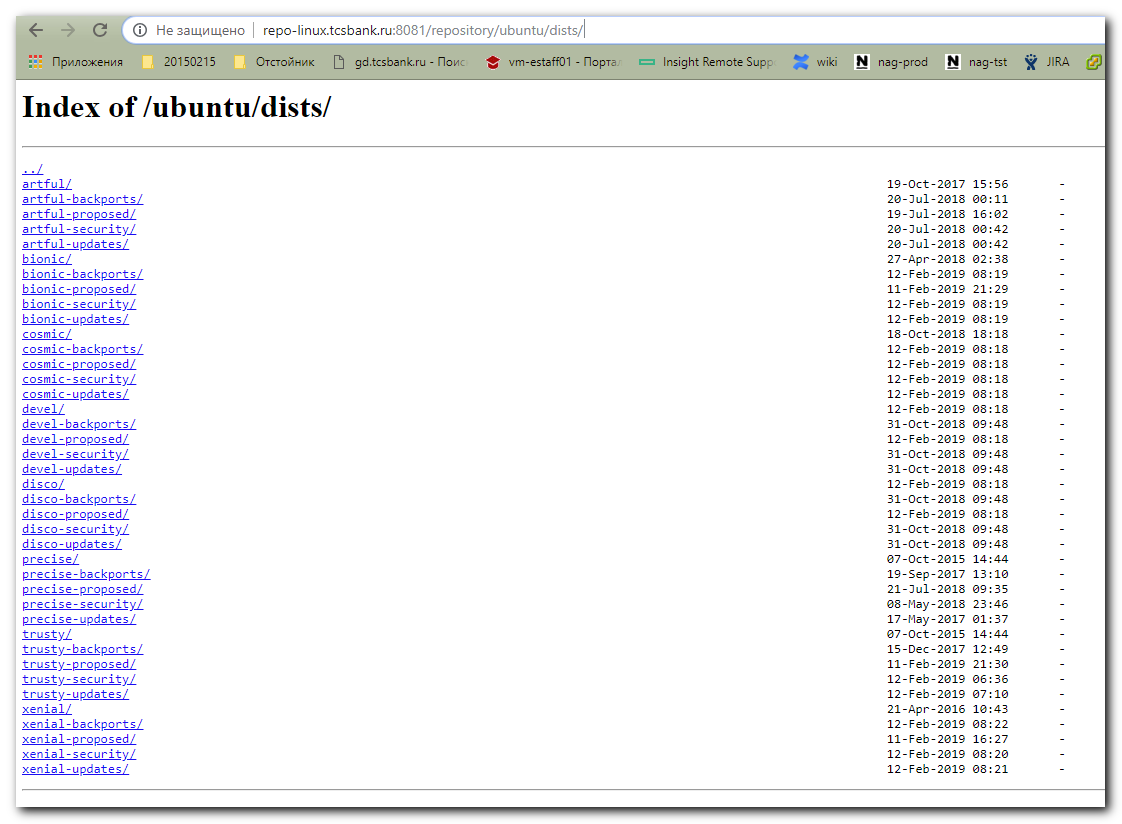 Не защищено | repo-linux.tcsbank.ru:8081/repository/ubuntu/dists/
Приложения 20150215 Отстойник gd.tcsbank.ru - Поис vm-estaff01 - Портал Insight Remote Supp wiki nag-prod nag-tst JIRA
Index of /ubuntu/dists/
../
artful/ 19-Oct-2017 15:56 -
artful-backports/ 20-Jul-2018 00:11 -
artful-proposed/ 19-Jul-2018 16:02 -
artful-security/ 20-Jul-2018 00:42 -
artful-updates/ 20-Jul-2018 00:42 -
bionic/ 27-Apr-2018 02:38 -
bionic-backports/ 12-Feb-2019 08:19 -
bionic-proposed/ 11-Feb-2019 21:29 -
bionic-security/ 12-Feb-2019 08:19 -
bionic-updates/ 12-Feb-2019 08:19 -
cosmic/ 18-Oct-2018 18:18 -
cosmic-backports/ 12-Feb-2019 08:18 -
cosmic-proposed/ 12-Feb-2019 08:18 -
cosmic-security/ 12-Feb-2019 08:18 -
cosmic-updates/ 12-Feb-2019 08:18 -
devel/ 12-Feb-2019 08:18 -
devel-backports/ 31-Oct-2018 09:48 -
devel-proposed/ 12-Feb-2019 08:18 -
devel-security/ 31-Oct-2018 09:48 -
devel-updates/ 31-Oct-2018 09:48 -
disco/ 12-Feb-2019 08:18 -
disco-backports/ 31-Oct-2018 09:48 -
disco-proposed/ 12-Feb-2019 08:18 -
disco-security/ 31-Oct-2018 09:48 -
disco-updates/ 31-Oct-2018 09:48 -
precise/ 07-Oct-2015 14:44 -
precise-backports/ 19-Sep-2017 13:10 -
precise-proposed/ 21-Jul-2018 09:35 -
precise-security/ 08-May-2018 23:46 -
precise-updates/ 17-May-2017 01:37 -
trusty/ 07-Oct-2015 14:44 -
trusty-backports/ 15-Dec-2017 12:49 -
trusty-proposed/ 11-Feb-2019 21:30 -
trusty-security/ 12-Feb-2019 06:36 -
trusty-updates/ 12-Feb-2019 07:10 -
xenial/ 21-Apr-2016 10:43 -
xenial-backports/ 12-Feb-2019 08:22 -
xenial-proposed/ 11-Feb-2019 16:27 -
xenial-security/ 12-Feb-2019 08:20 -
xenial-updates/ 12-Feb-2019 08:21 -